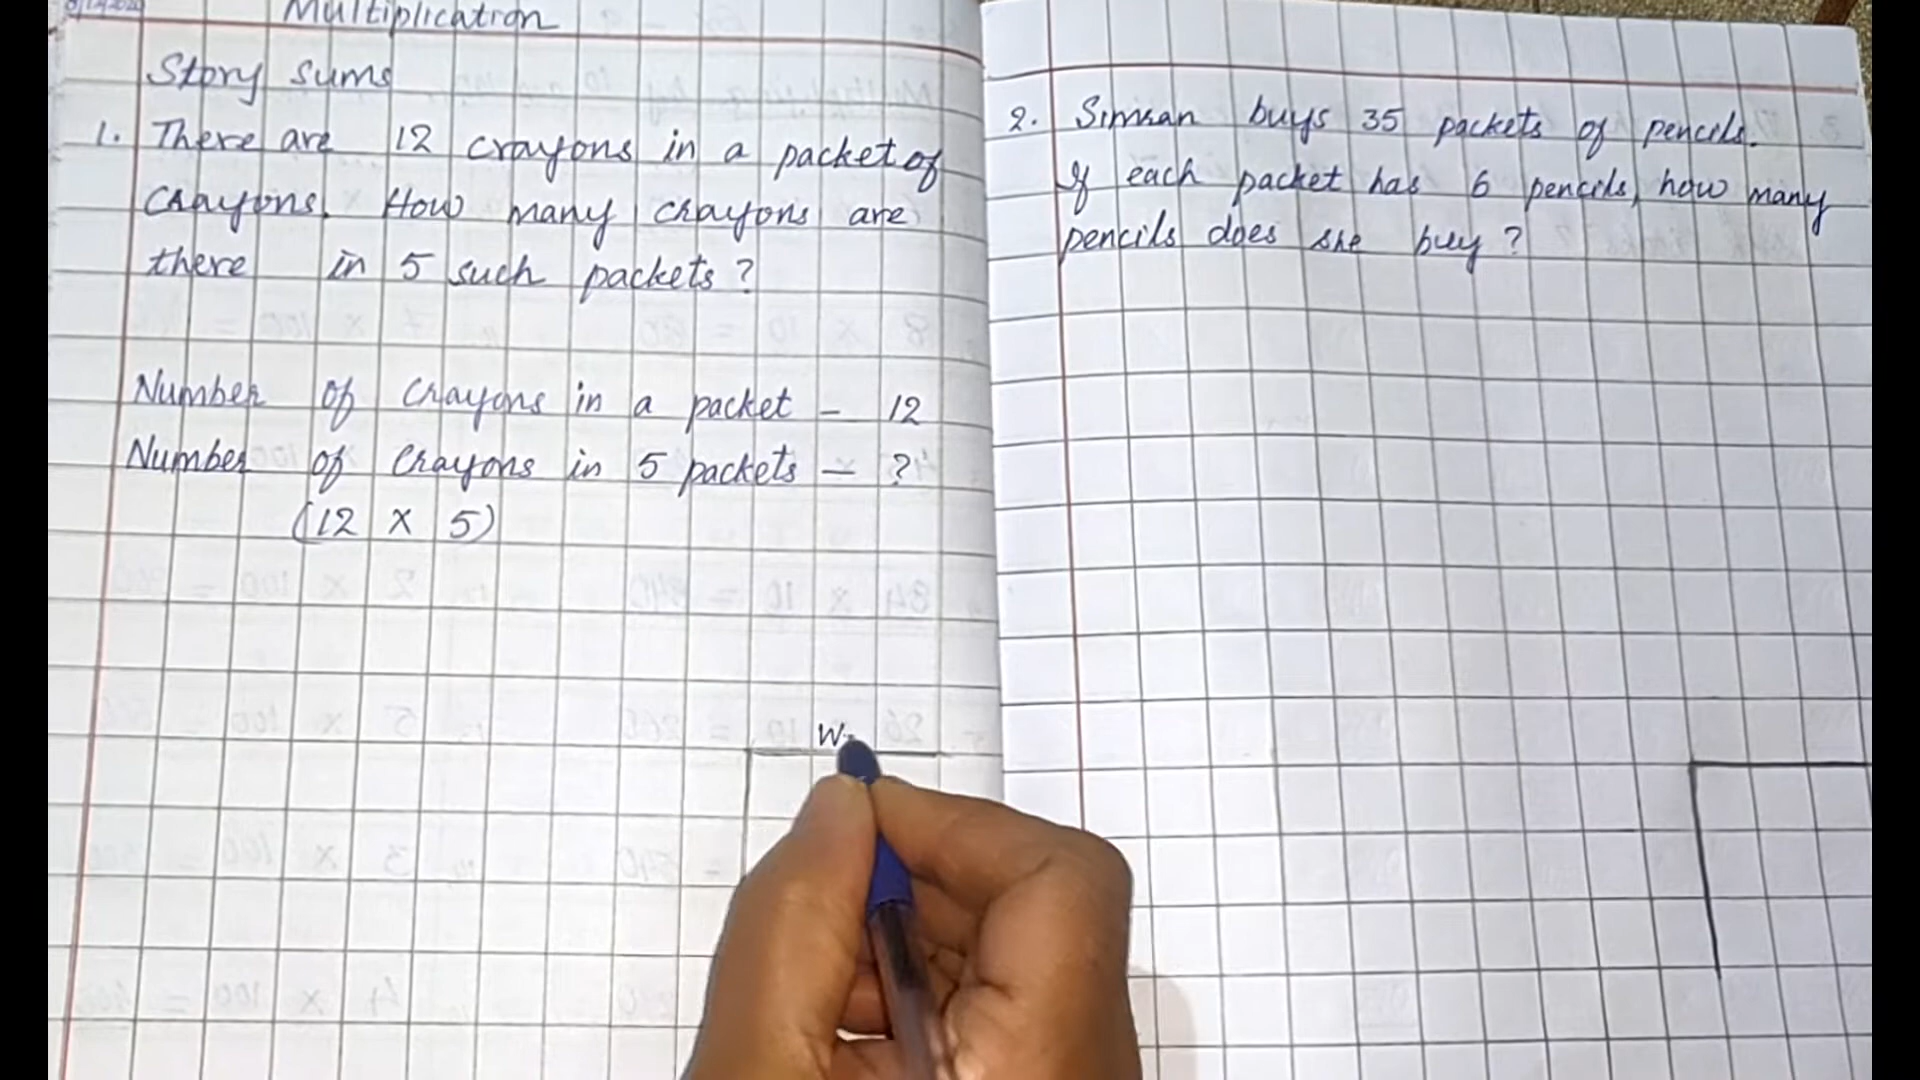 Multiplication
Story sums
1. There are 12 crayons in a packet of
crayons. How many crayons are
there in 5 such packets?
Number of Crayons in a packet - 12
Number of Crayons in 5 packets - ?
(12 x 5)
W
2. Simran buys 35 packets of pencils.
If each packet has 6 pencils, how many
pencils does she buy?